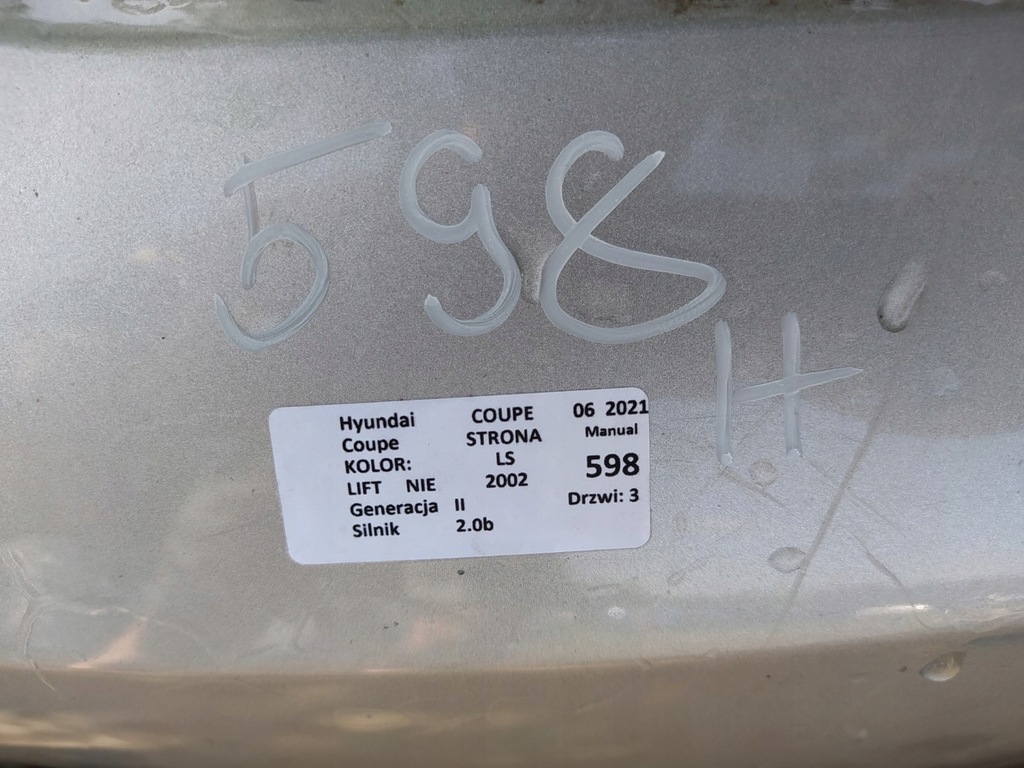 598
H
Hyundai COUPE 06 2021
Coupe STRONA Manual
KOLOR: LS 598
LIFT NIE 2002
Generacja II Drzwi: 3
Silnik 2.0b